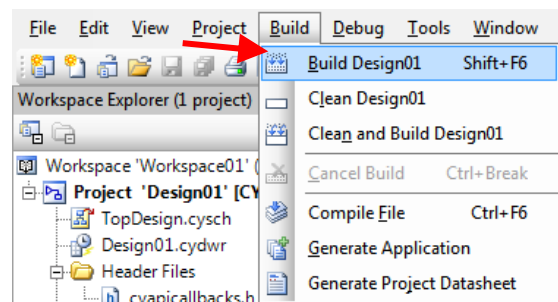 File Edit View Project Build Debug Tools Window
Build Design01 Shift+F6
Workspace Explorer (1 project)
Clean Design01
Clean and Build Design01
Workspace 'Workspace01' (
Cancel Build Ctrl+Break
Project 'Design01' [CY
TopDesign.cysch
Compile File Ctrl+F6
Design01.cydwr
Generate Application
Header Files
Generate Project Datasheet
cyapicallbacks.h